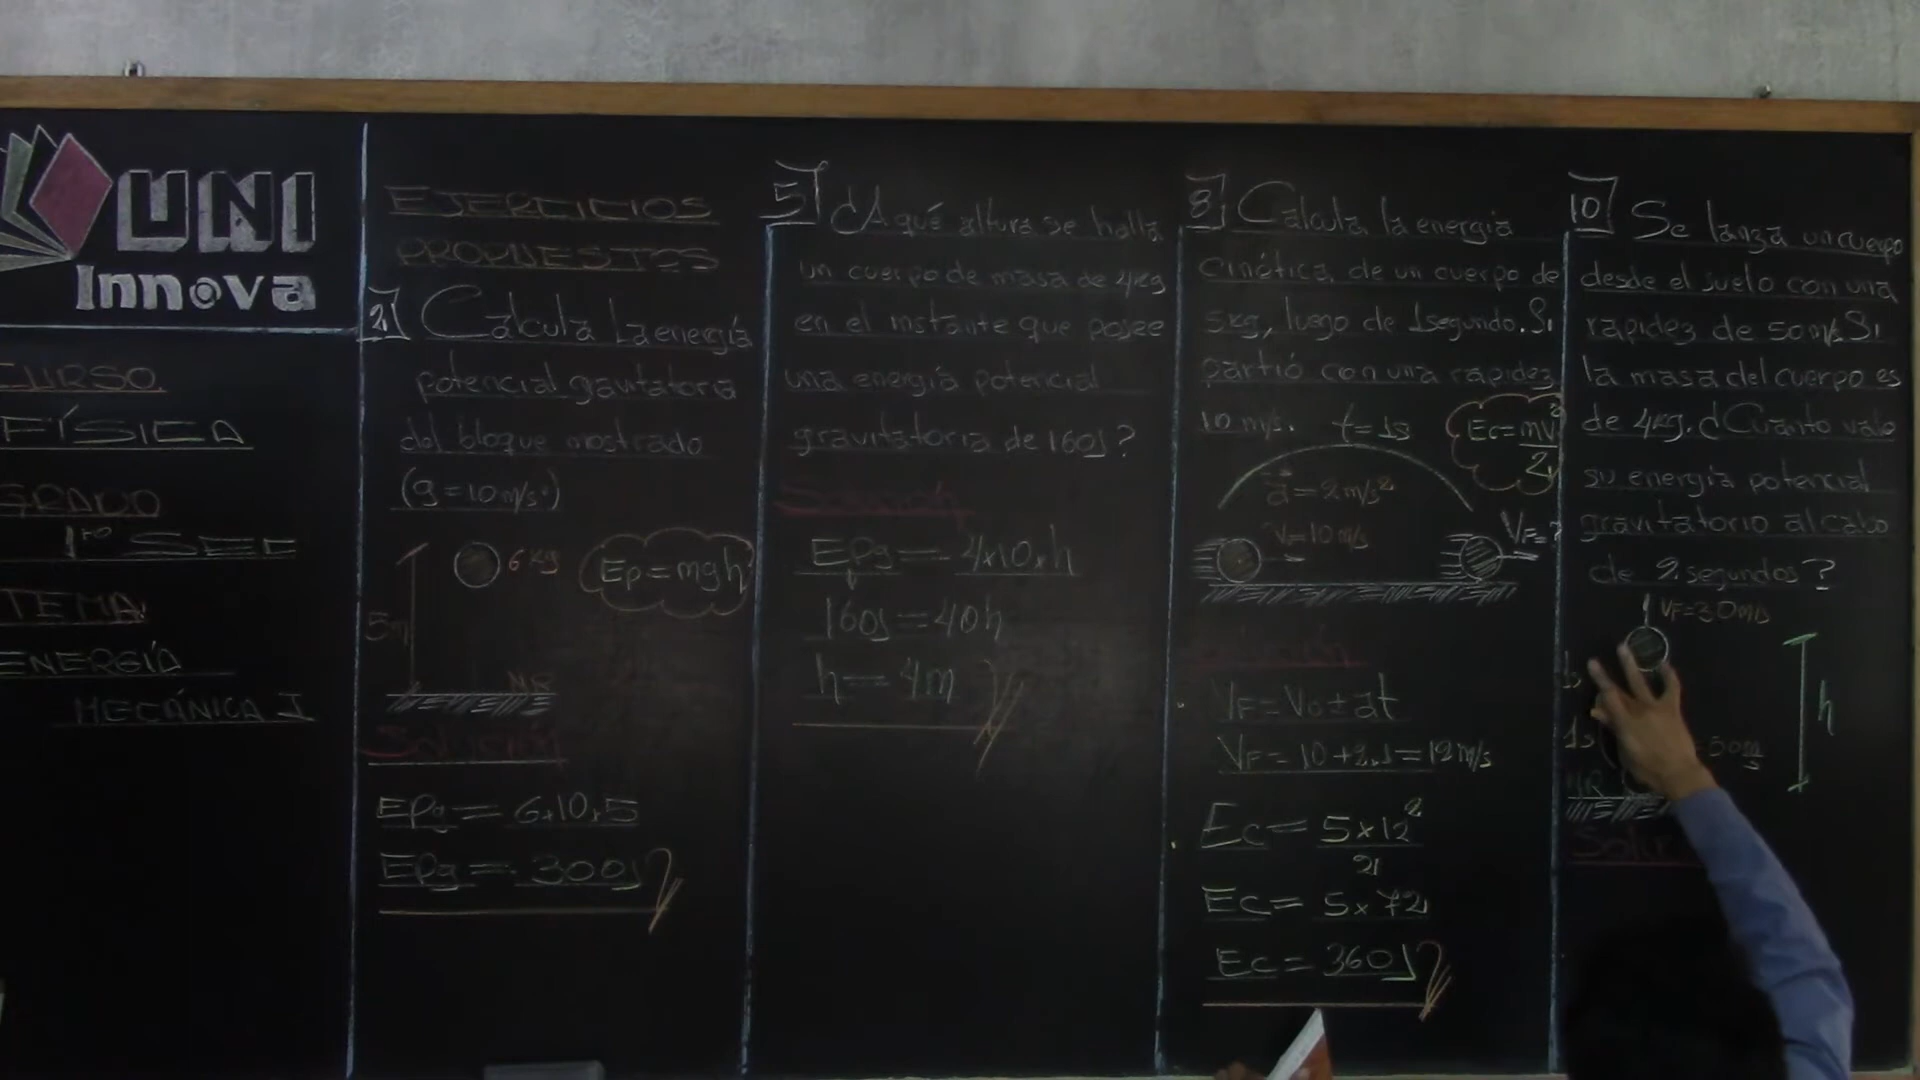 UNI
Innova
CURSO
FÍSICA
GRADO
1ro SEC
TEMA
ENERGÍA
MECÁNICA I
EJERCICIOS
PROPUESTOS
2 Calcula la energía
potencial gravitatoria
del bloque mostrado
(g=10m/s²)
6 kg
Ep=mgh
5m
NR
Solución
EPg = 6x10x5
EPg = 300J
5 ¿A qué altura se halla
un cuerpo de masa de 4kg
en el instante que posee
una energía potencial
gravitatoria de 160J?
Solución
EPg = 4x10xh
160J = 40h
h = 4m
8 Calcula la energía
cinética de un cuerpo de
5kg, luego de 1segundo. Si
partió con una rapidez
10 m/s. t=1s
Ec=mv²/2
a=2m/s²
V=10m/s
VF=?
Solución
VF=Vo±at
VF= 10+2x1=12m/s
Ec= 5x12²/2
Ec= 5x72
Ec= 360J
10 Se lanza un cuerpo
desde el suelo con una
rapidez de 50m/s Si
la masa del cuerpo es
de 4kg. ¿Cuánto vale
su energía potencial
gravitatorio al cabo
de 2 segundos?
VF=30m/s
h
1s
NR